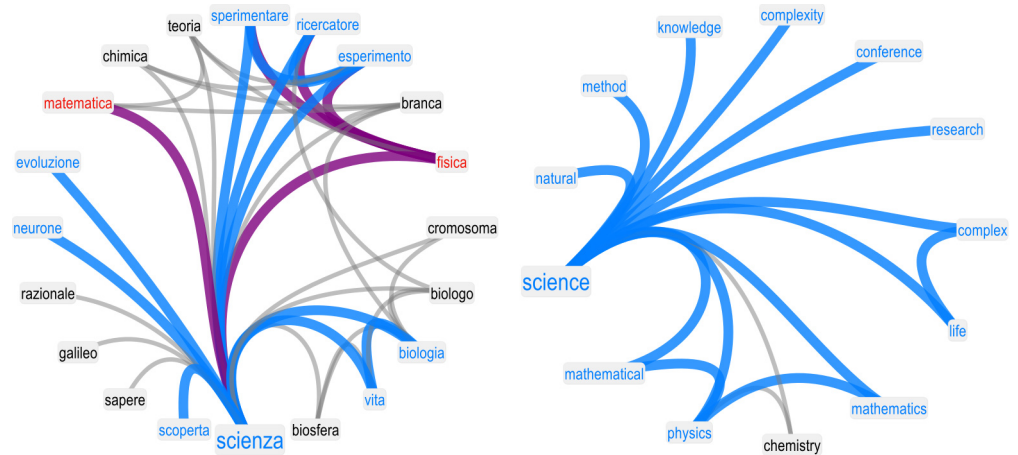 sperimentare
ricercatore
teoria
esperimento
chimica
matematica
branca
fisica
evoluzione
neurone
cromosoma
razionale
biologo
galileo
biologia
sapere
vita
scoperta
biosfera
scienza
complexity
knowledge
conference
method
research
natural
complex
science
life
mathematical
mathematics
physics
chemistry